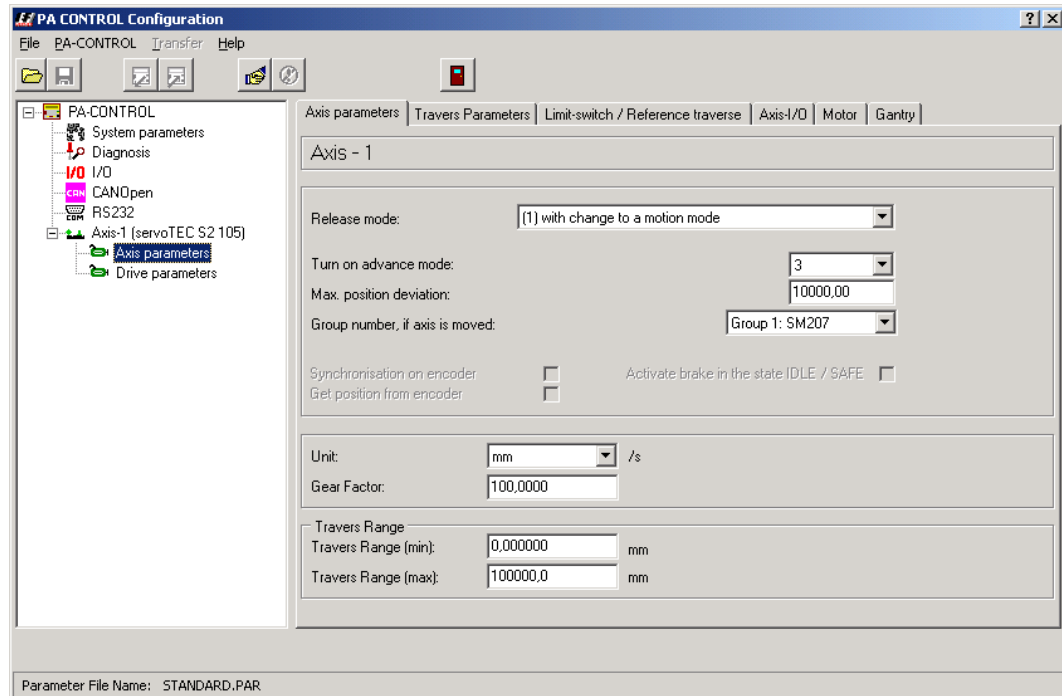 PA CONTROL Configuration
File PA-CONTROL Transfer Help
PA-CONTROL
System parameters
Diagnosis
I/O I/O
CAN CANOpen
COM RS232
Axis-1 (servoTEC S2 105)
Axis parameters
Drive parameters
Axis parameters Travers Parameters Limit-switch / Reference traverse Axis-I/O Motor Gantry
Axis - 1
Release mode: (1) with change to a motion mode
Turn on advance mode: 3
Max. position deviation: 10000,00
Group number, if axis is moved: Group 1: SM207
Synchronisation on encoder Activate brake in the state IDLE / SAFE
Get position from encoder
Unit: mm /s
Gear Factor: 100,0000
Travers Range
Travers Range (min): 0,000000 mm
Travers Range (max): 100000,0 mm
Parameter File Name: STANDARD.PAR